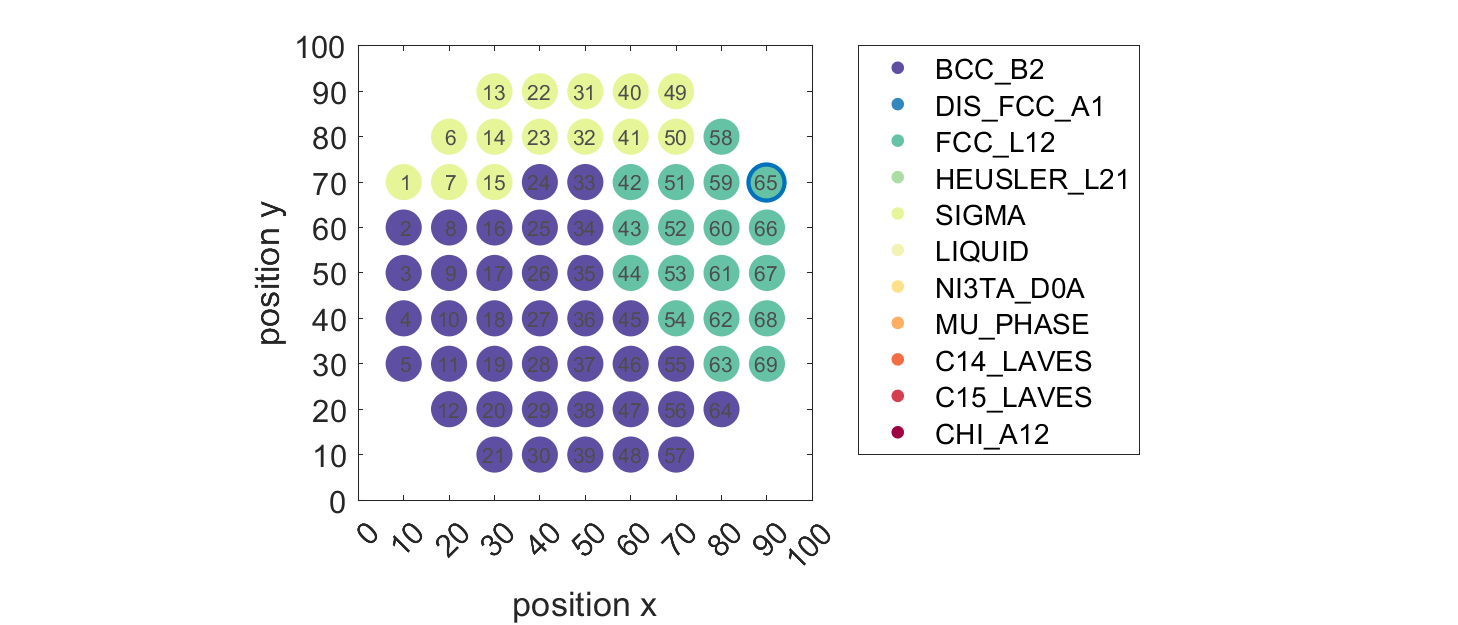 100
90 13 22 31 40 49
80 6 14 23 32 41 50 58
70 1 7 15 24 33 42 51 59 65
60 2 8 16 25 34 43 52 60 66
50 3 9 17 26 35 44 53 61 67
40 4 10 18 27 36 45 54 62 68
30 5 11 19 28 37 46 55 63 69
20 12 20 29 38 47 56 64
10 21 30 39 48 57
0
0 10 20 30 40 50 60 70 80 90 100
position x
position y
BCC_B2
DIS_FCC_A1
FCC_L12
HEUSLER_L21
SIGMA
LIQUID
NI3TA_D0A
MU_PHASE
C14_LAVES
C15_LAVES
CHI_A12